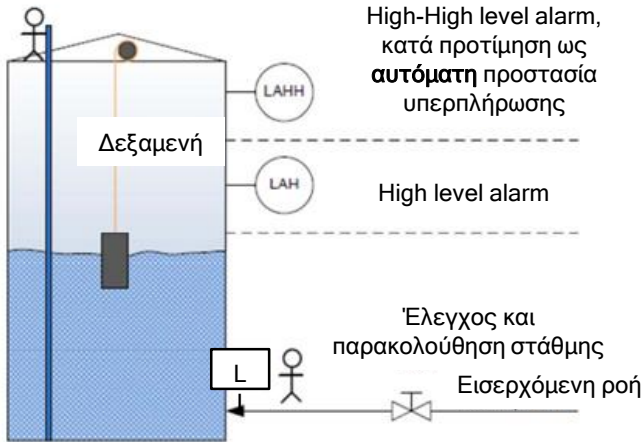 High-High level alarm,
κατά προτίμηση ως
αυτόματη προστασία
υπερπλήρωσης
LAHH
Δεξαμενή
LAH
High level alarm
Έλεγχος και
παρακολούθηση στάθμης
L
Εισερχόμενη ροή